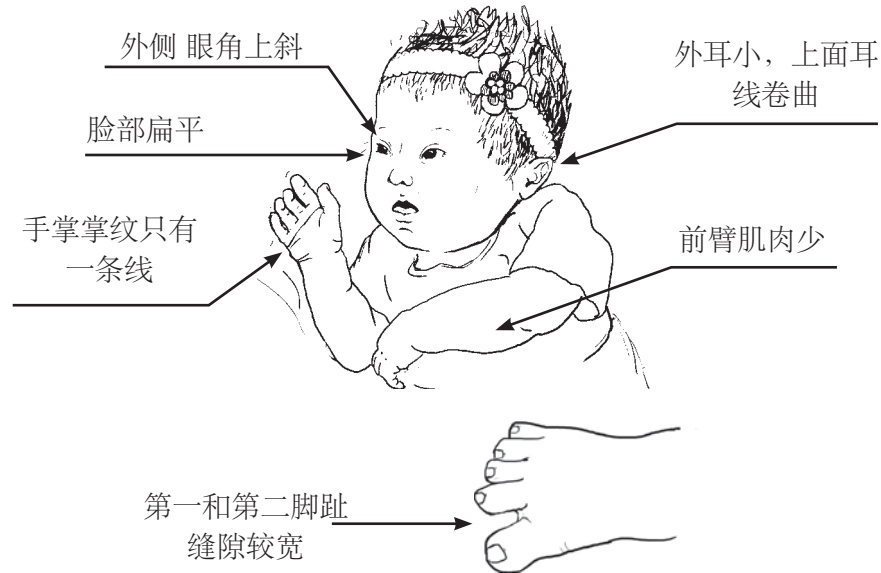 外侧 眼角上斜
外耳小，上面耳
线卷曲
脸部扁平
手掌掌纹只有
一条线
前臂肌肉少
第一和第二脚趾
缝隙较宽